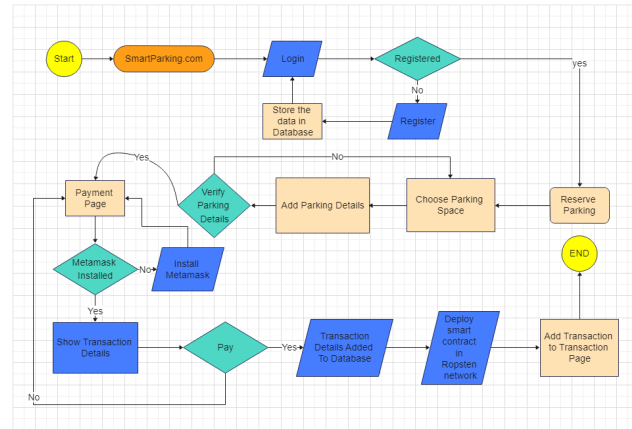 Start
SmartParking.com
Login
Registered
yes
No
Store the
data in
Database
Register
No
Yes
Verify
Parking
Details
Payment
Page
Add Parking Details
Choose Parking
Space
Reserve
Parking
Metamask
Installed
No
Install
Metamask
END
Yes
Show Transaction
Details
Pay
Yes
Transaction
Details Added
To Database
Deploy
smart
contract
in
Ropsten
network
Add Transaction
to Transaction
Page
No